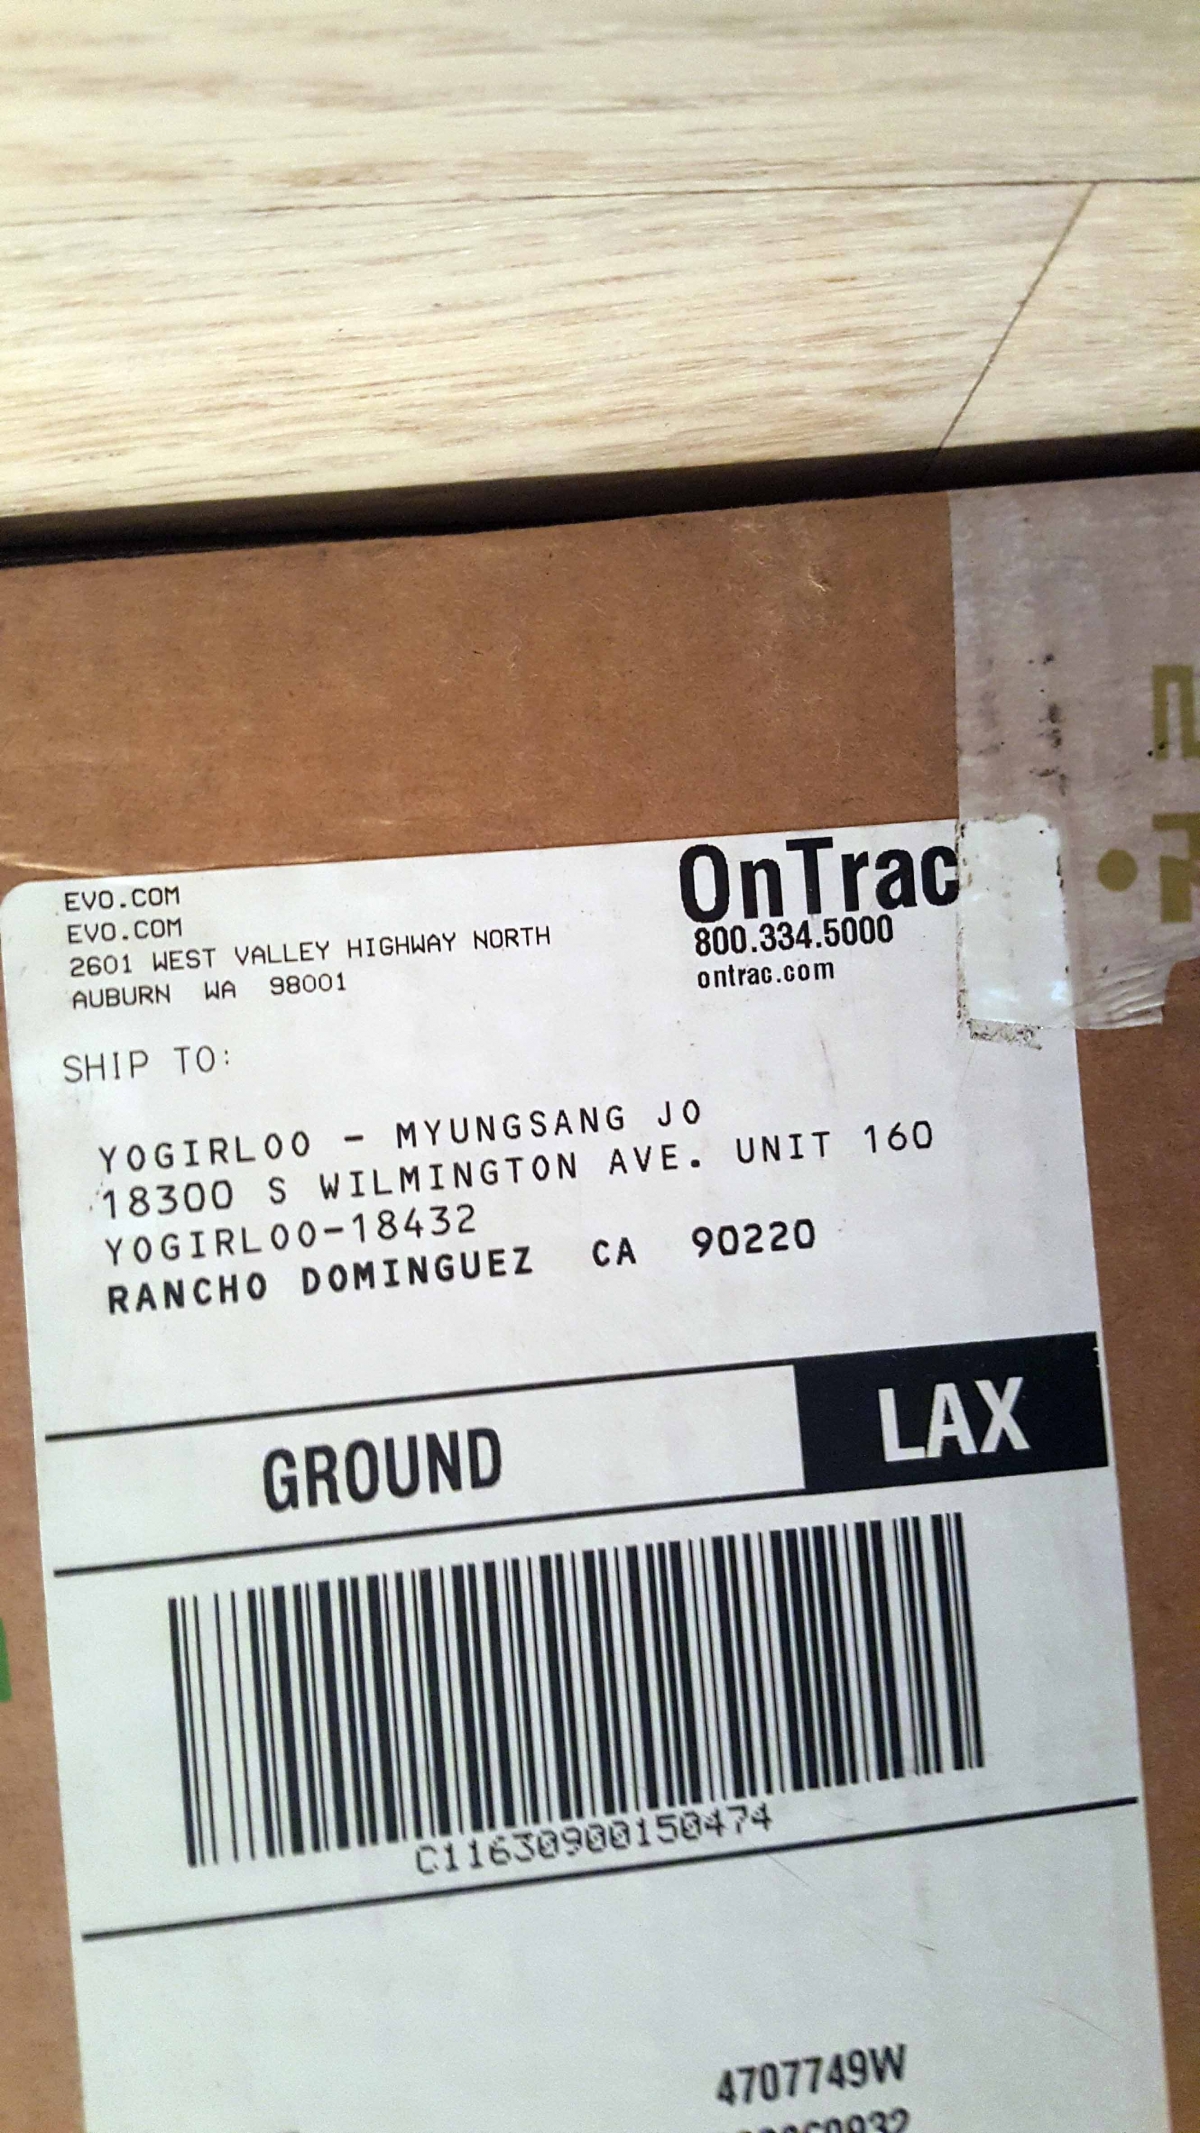 EVO.COM
EVO.COM
2601 WEST VALLEY HIGHWAY NORTH
AUBURN WA 98001
OnTrac
800.334.5000
ontrac.com
SHIP TO:
YOGIRLOO - MYUNGSANG JO
18300 S WILMINGTON AVE. UNIT 160
YOGIRLOO-18432
RANCHO DOMINGUEZ CA 90220
GROUND
LAX
C11630900150474
4707749W